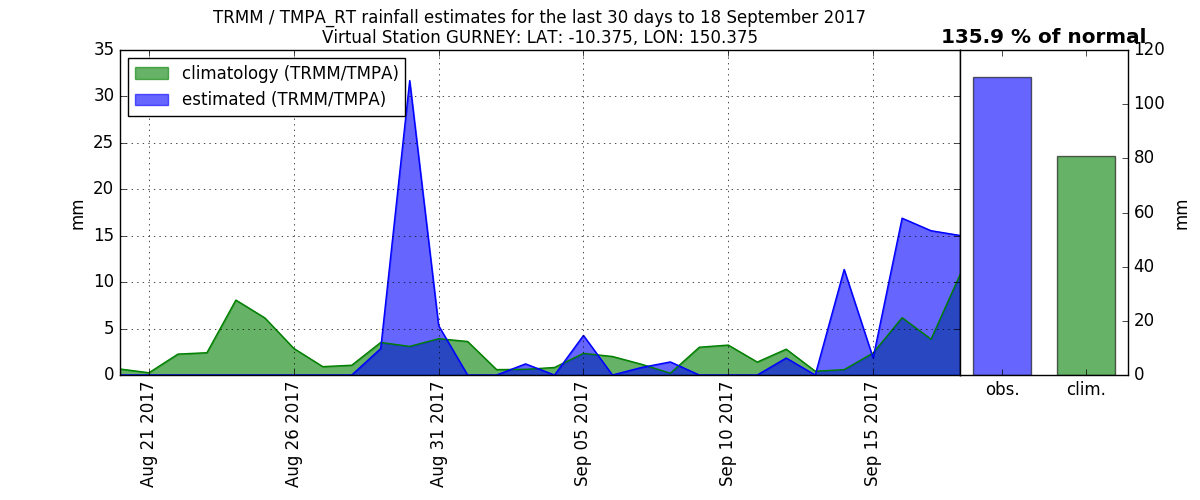 TRMM / TMPA_RT rainfall estimates for the last 30 days to 18 September 2017
Virtual Station GURNEY: LAT: -10.375, LON: 150.375
135.9 % of normal
climatology (TRMM/TMPA)
estimated (TRMM/TMPA)
35
30
25
20
15
10
5
0
mm
Aug 21 2017
Aug 26 2017
Aug 31 2017
Sep 05 2017
Sep 10 2017
Sep 15 2017
obs.
clim.
120
100
80
60
40
20
0
mm